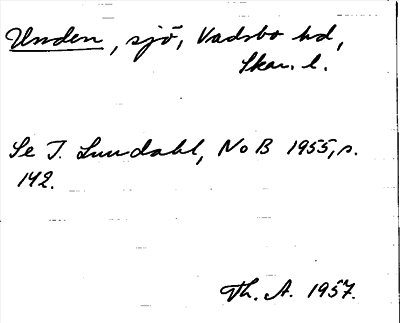 Unden, sjö, Vadsbo hd,
Skar. l.
Se I. Lundahl, NoB 1955, s.
142.
Th. A. 1957.